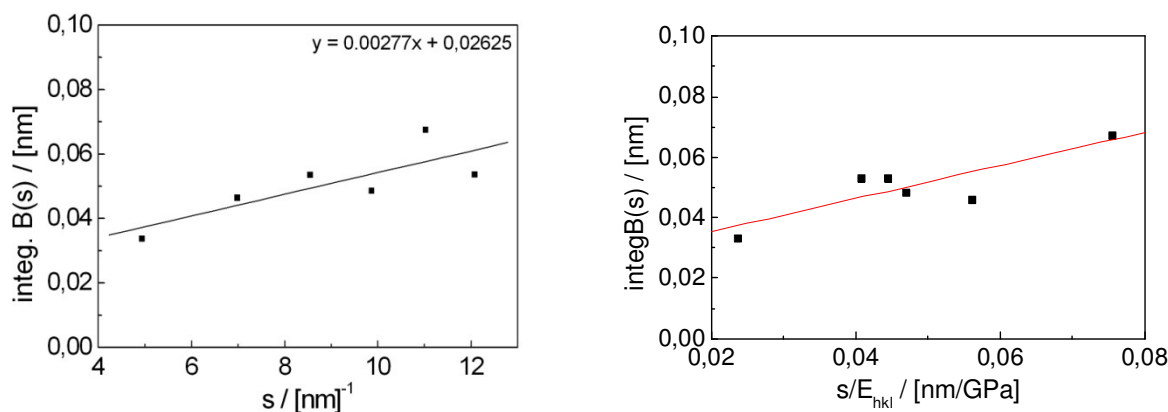 y = 0.00277x + 0,02625
0,10
0,08
0,06
0,04
0,02
0,00
integ. B(s) / [nm]
4 6 8 10 12
s / [nm]⁻¹
0,10
0,08
0,06
0,04
0,02
0,00
integB(s) / [nm]
0,02 0,04 0,06 0,08
s/E_hkl / [nm/GPa]